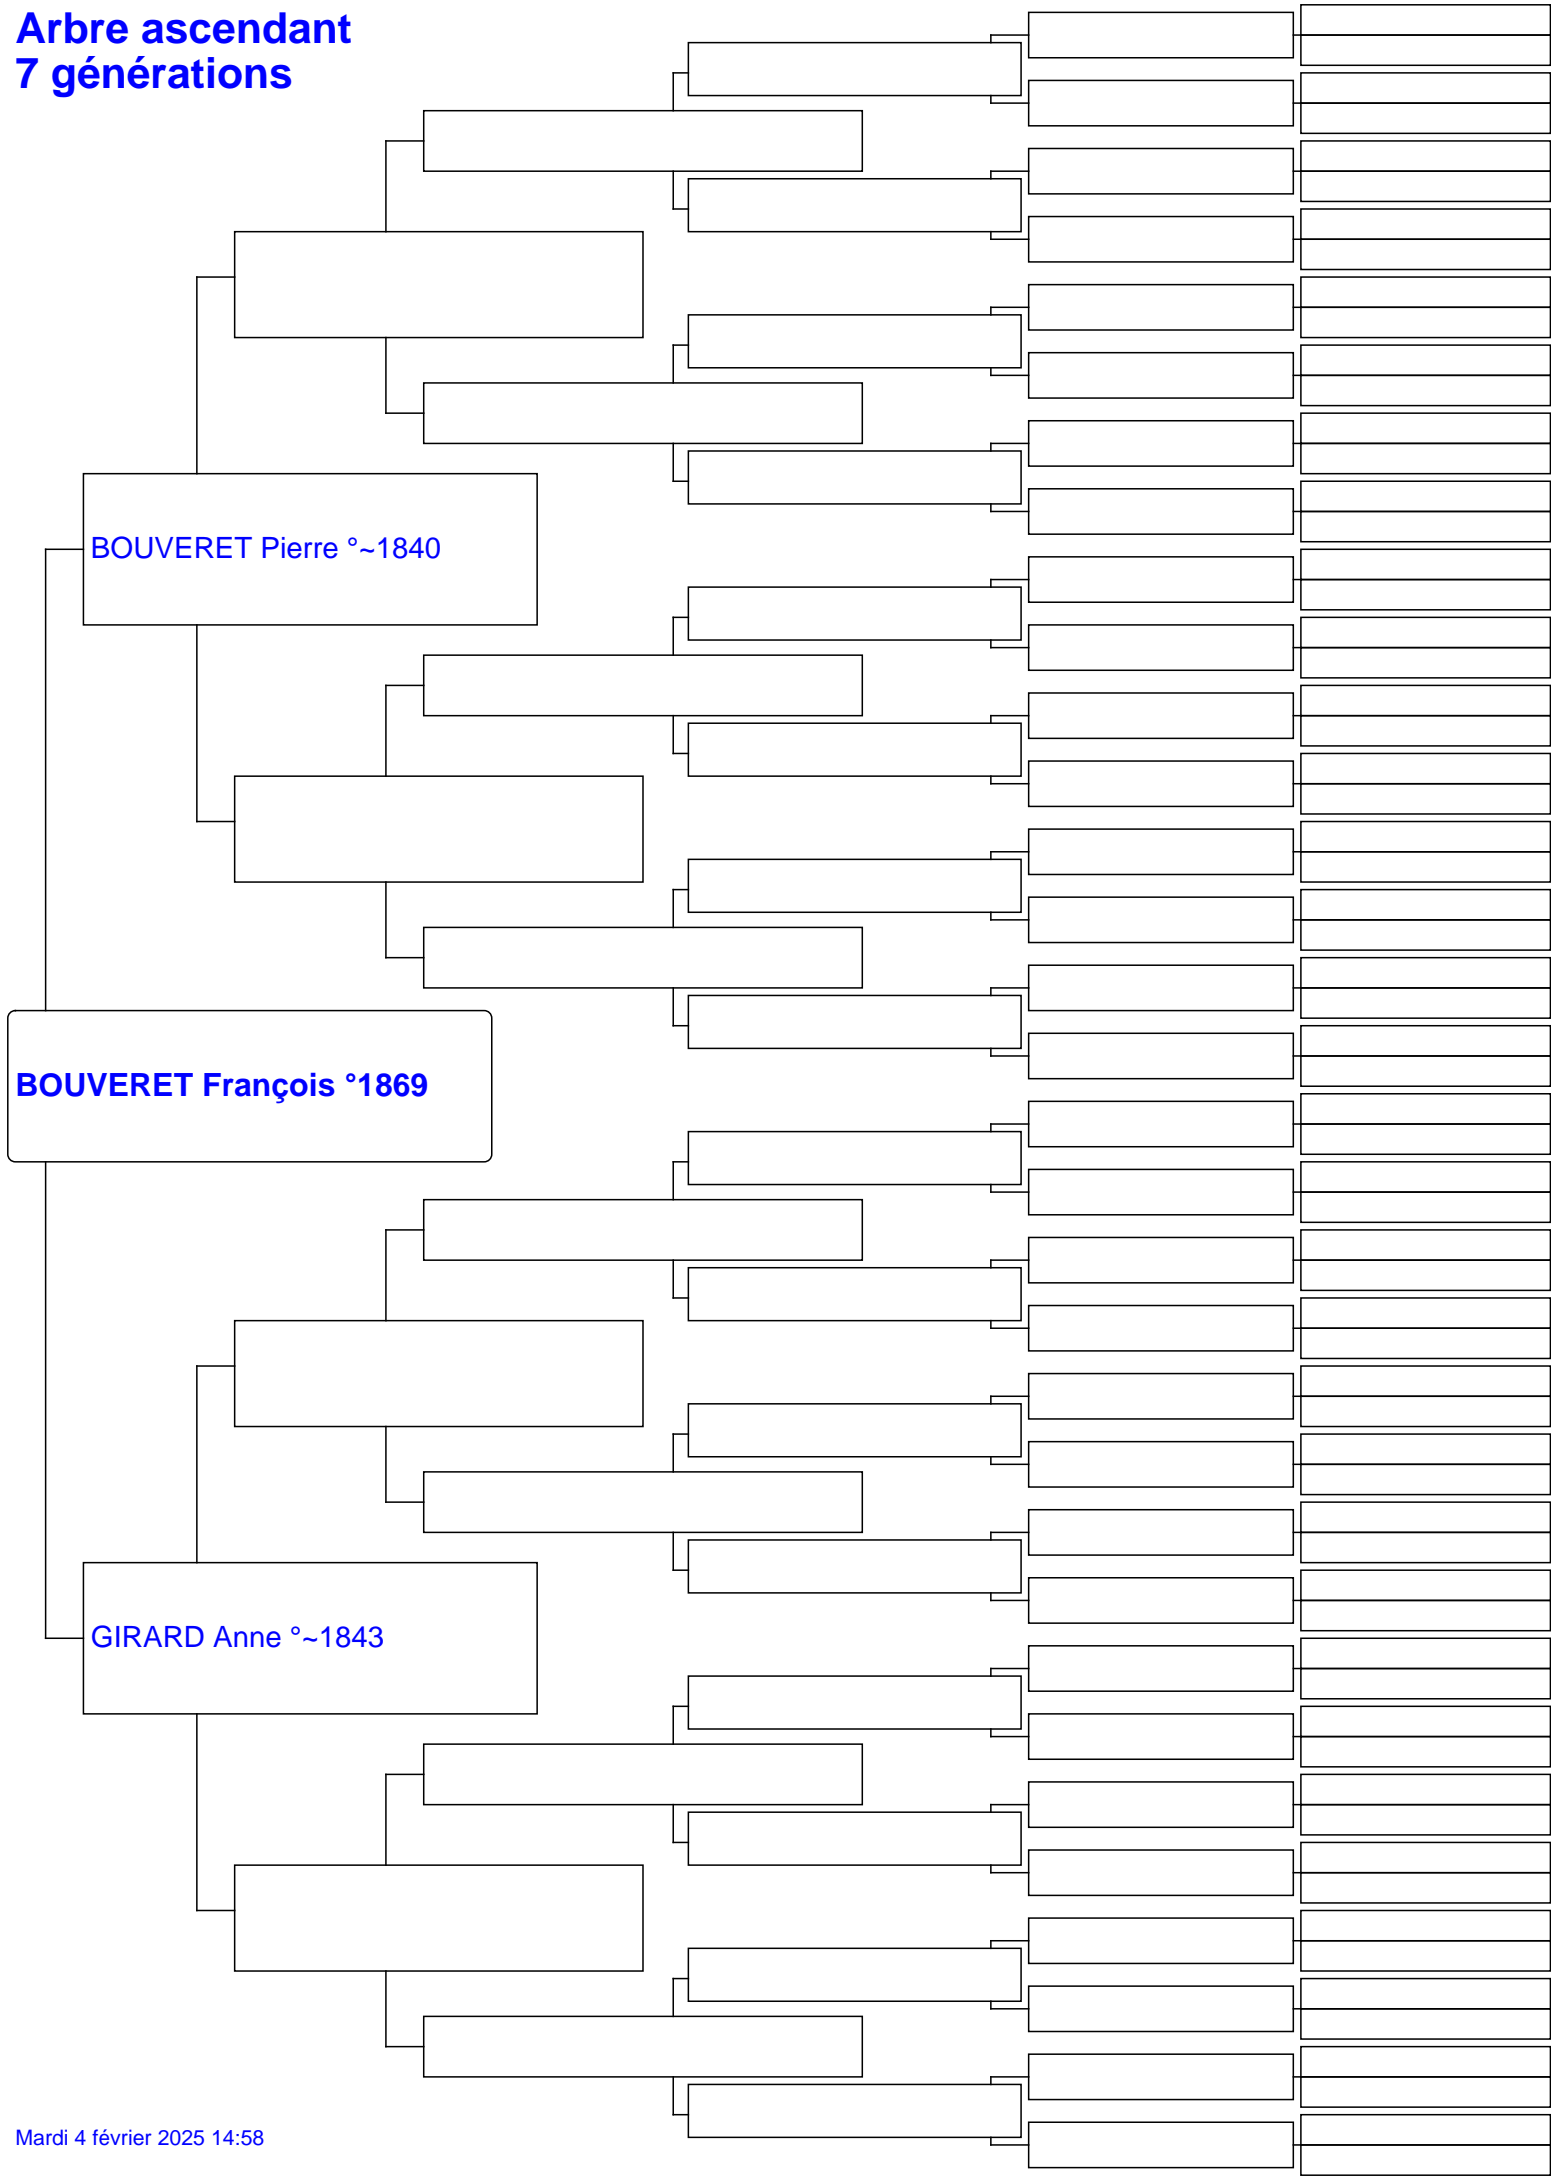 Arbre ascendant
7 générations
BOUVERET Pierre °~1840
BOUVERET François °1869
GIRARD Anne °~1843
Mardi 4 février 2025 14:58